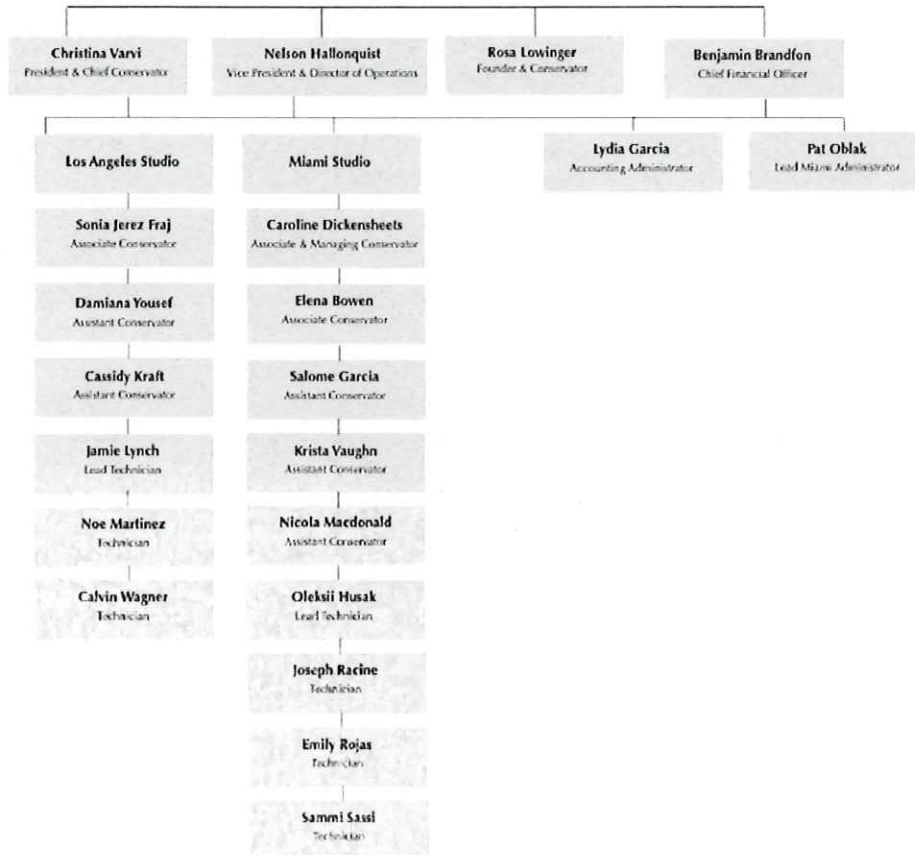 Christina Varvi
President & Chief Conservator
Nelson Hallonquist
Vice President & Director of Operations
Rosa Lowinger
Founder & Conservator
Benjamin Brandfon
Chief Financial Officer
Los Angeles Studio
Miami Studio
Lydia Garcia
Accounting Administrator
Pat Oblak
Lead Miami Administrator
Sonia Jerez Fraj
Associate Conservator
Damiana Yousef
Assistant Conservator
Cassidy Kraft
Assistant Conservator
Jamie Lynch
Lead Technician
Noe Martinez
Technician
Calvin Wagner
Technician
Caroline Dickensheets
Associate & Managing Conservator
Elena Bowen
Associate Conservator
Salome Garcia
Assistant Conservator
Krista Vaughn
Assistant Conservator
Nicola Macdonald
Assistant Conservator
Oleksii Husak
Lead Technician
Joseph Racine
Technician
Emily Rojas
Technician
Sammi Sassi
Technician